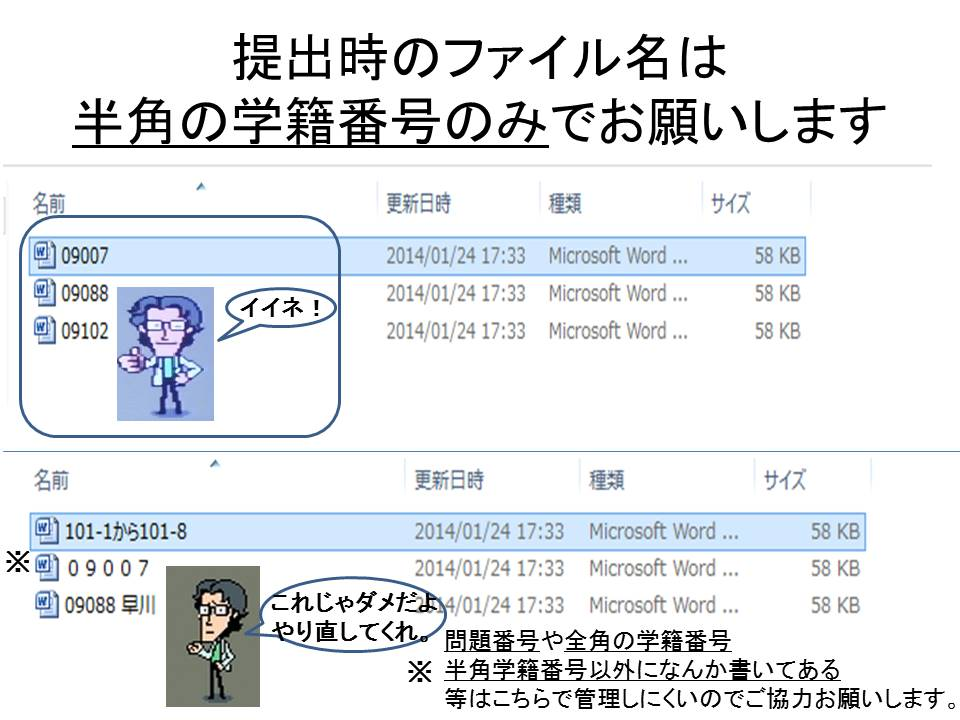 提出時のファイル名は
半角の学籍番号のみでお願いします
名前 更新日時 種類 サイズ
09007 2014/01/24 17:33 Microsoft Word ... 58 KB
09088 2014/01/24 17:33 Microsoft Word ... 58 KB
イイネ！
09102 2014/01/24 17:33 Microsoft Word ... 58 KB
名前 更新日時 種類 サイズ
101-1から101-8 2014/01/24 17:33 Microsoft Word ... 58 KB
※ ０９００７ 2014/01/24 17:33 Microsoft Word ... 58 KB
09088 早川 2014/01/24 17:33 Microsoft Word ... 58 KB
これじゃダメだよ
やり直してくれ。
問題番号や全角の学籍番号
※ 半角学籍番号以外になんか書いてある
等はこちらで管理しにくいのでご協力お願いします。